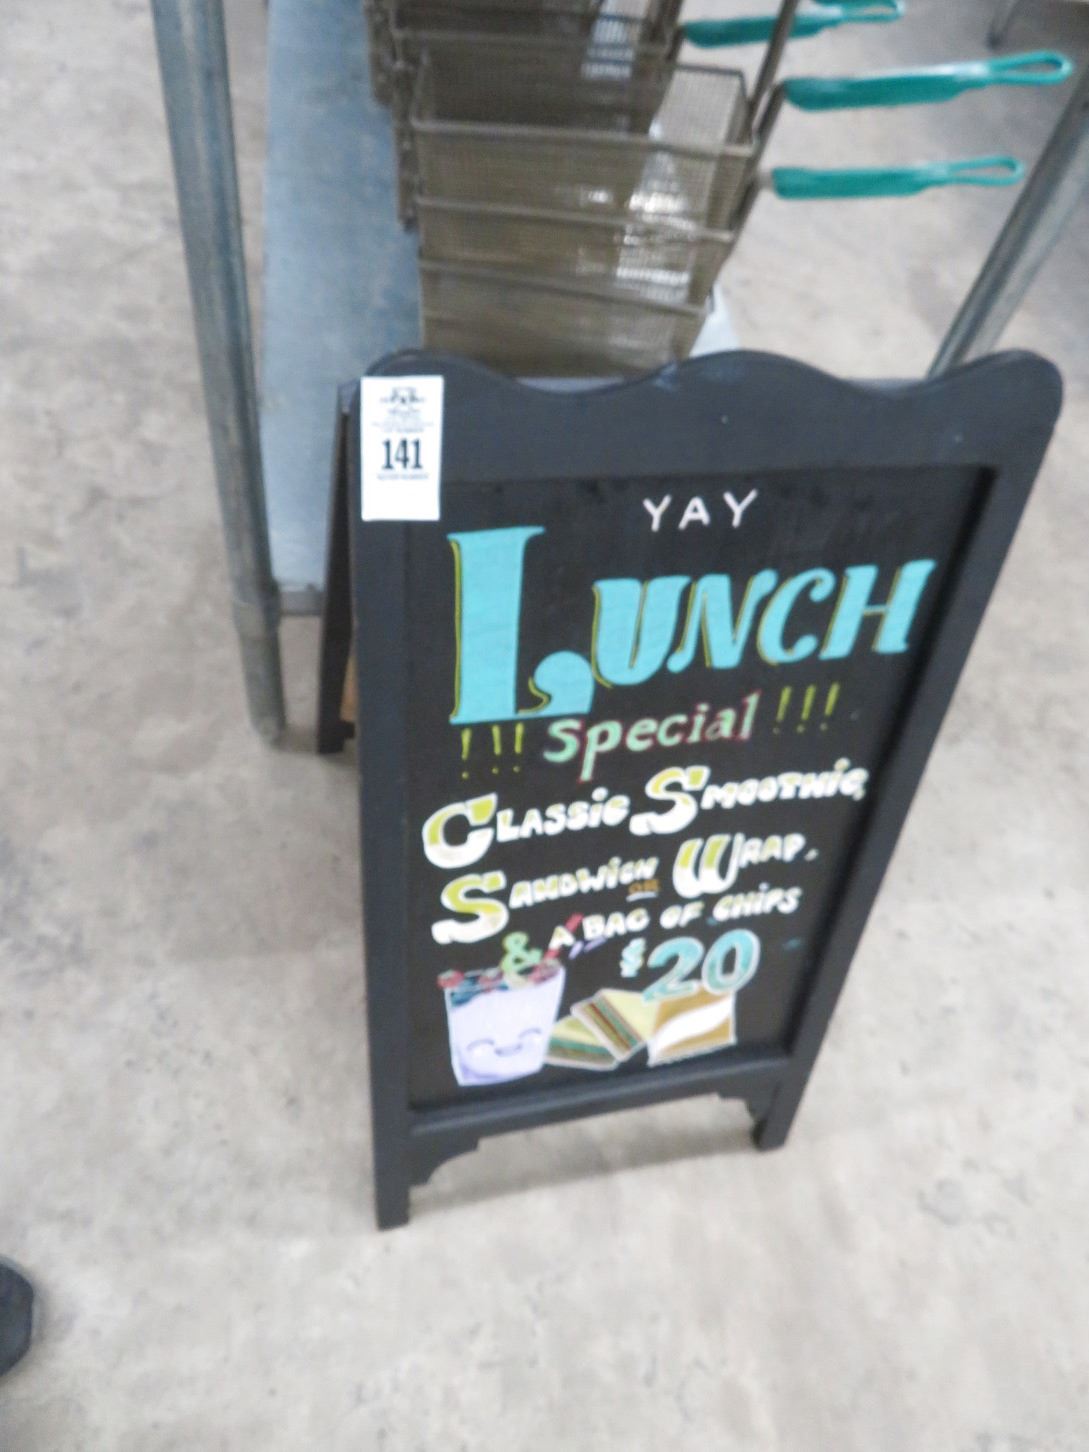 141
YAY
LUNCH
!!! special !!!
CLASSIC SMOOTHIE,
SANDWICH OR WRAP,
& A BAG OF CHIPS
$20